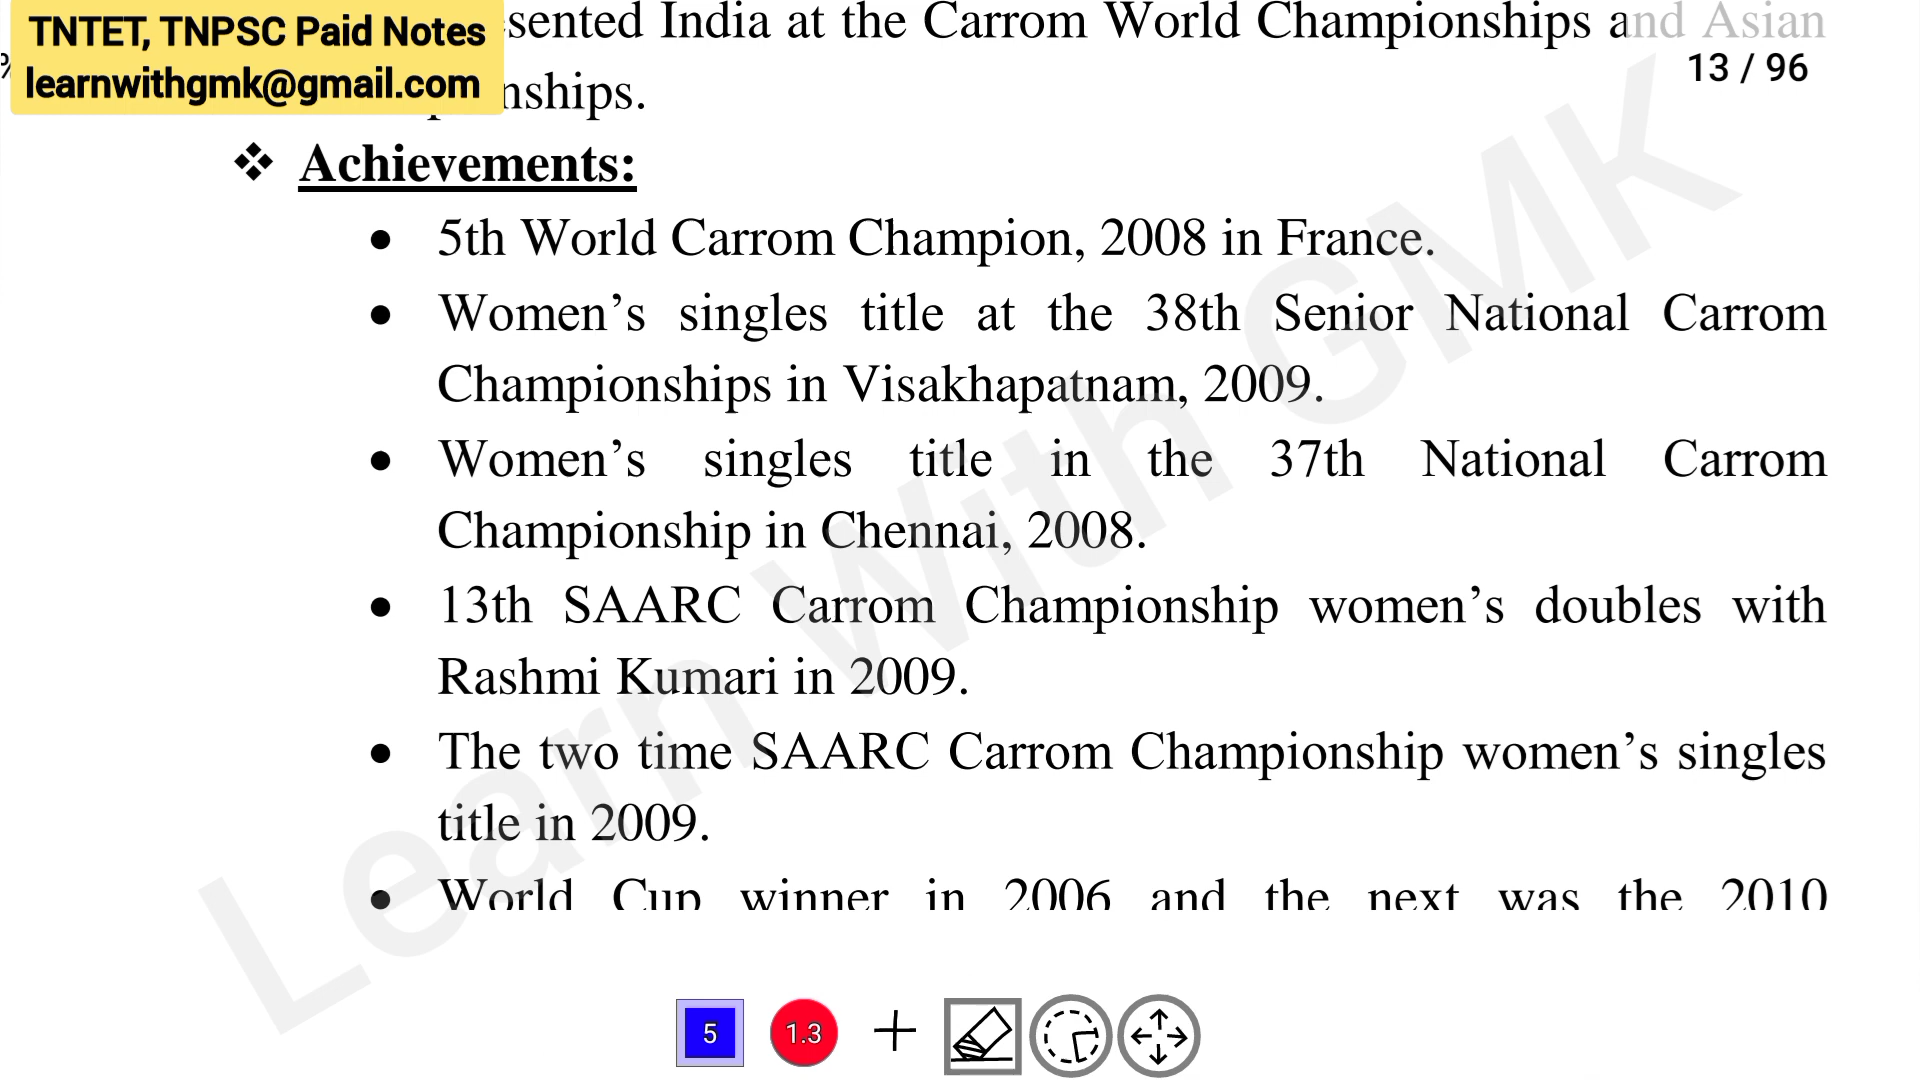 TNTET, TNPSC Paid Notes
learnwithgmk@gmail.com
sented India at the Carrom World Championships and Asian
13 / 96
nships.
❖ Achievements:
• 5th World Carrom Champion, 2008 in France.
• Women’s singles title at the 38th Senior National Carrom
Championships in Visakhapatnam, 2009.
• Women’s singles title in the 37th National Carrom
Championship in Chennai, 2008.
• 13th SAARC Carrom Championship women’s doubles with
Rashmi Kumari in 2009.
• The two time SAARC Carrom Championship women’s singles
title in 2009.
• World Cup winner in 2006 and the next was the 2010
Learn With GMK
5
1.3